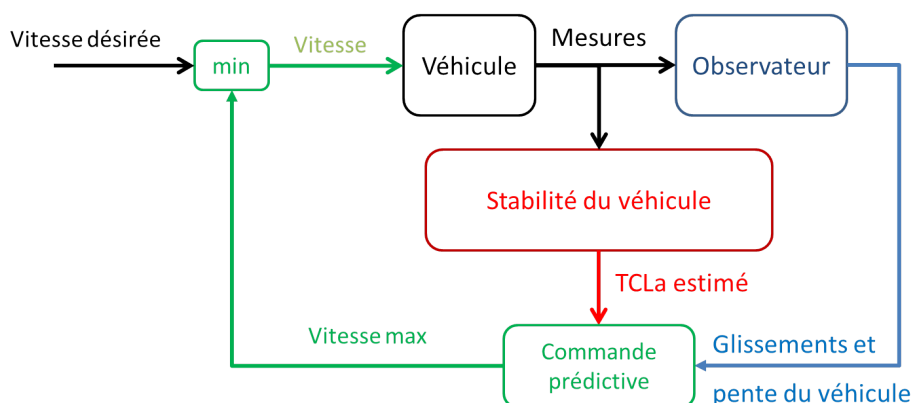 Vitesse désirée
min
Vitesse
Véhicule
Mesures
Observateur
Stabilité du véhicule
TCLa estimé
Vitesse max
Commande
prédictive
Glissements et
pente du véhicule